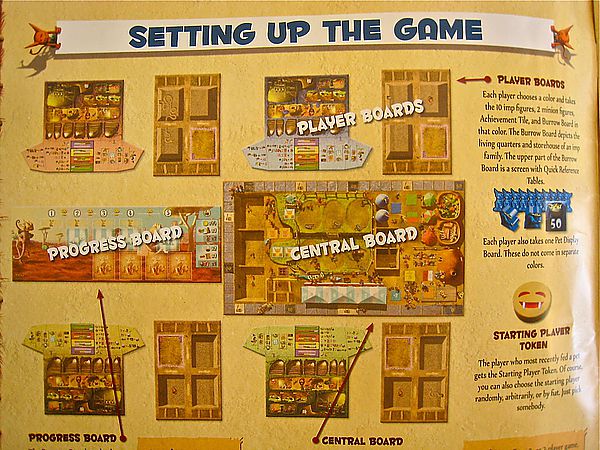 SETTING UP THE GAME
PLAYER BOARDS
PLAYER BOARDS
Each player chooses a color and takes
the 10 imp figures, 2 minion figures,
Achievement Tile, and Burrow Board in
that color. The Burrow Board depicts the
living quarters and storehouse of an imp
family. The upper part of the Burrow
Board is a screen with Quick Reference
Tables.
50
Each player also takes one Pet Display
Board. These do not come in separate
colors.
PROGRESS BOARD
CENTRAL BOARD
STARTING PLAYER
TOKEN
The player who most recently fed a pet
gets the Starting Player Token. Of course,
you can also choose the starting player
randomly, arbitrarily, or by fiat. Just pick
somebody.
PROGRESS BOARD
CENTRAL BOARD